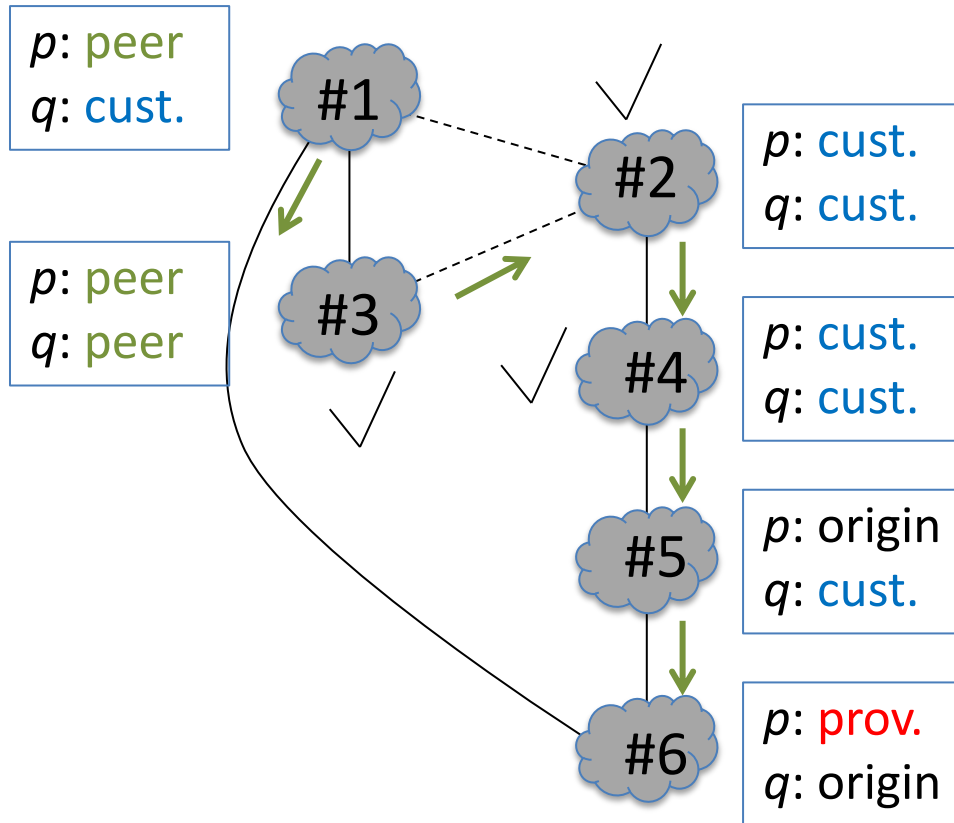 p: peer
q: cust.
#1
#2
p: cust.
q: cust.
p: peer
q: peer
#3
#4
p: cust.
q: cust.
#5
p: origin
q: cust.
#6
p: prov.
q: origin